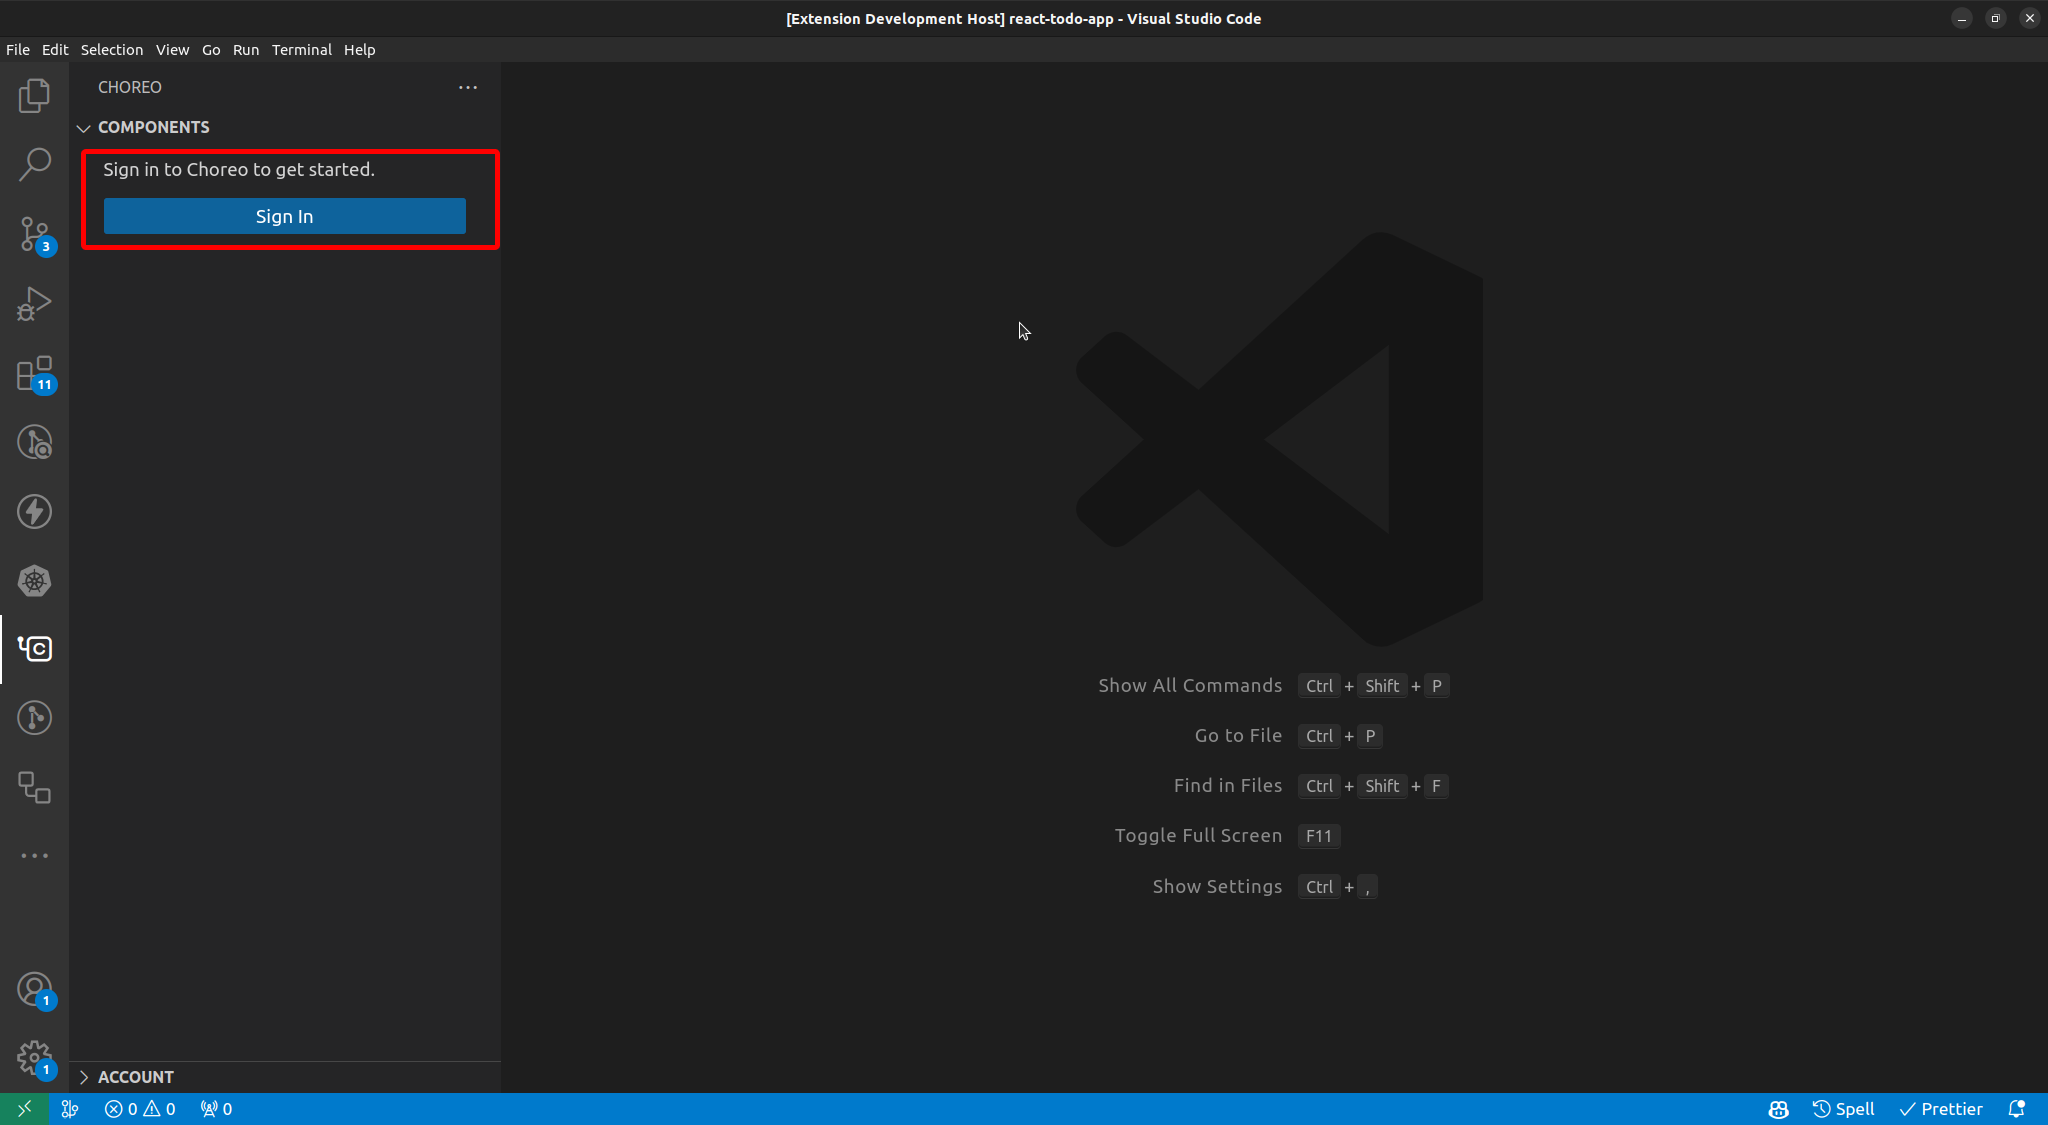 [Extension Development Host] react-todo-app - Visual Studio Code
File Edit Selection View Go Run Terminal Help
CHOREO
COMPONENTS
Sign in to Choreo to get started.
Sign In
3
11
C
Show All Commands Ctrl + Shift + P
Go to File Ctrl + P
Find in Files Ctrl + Shift + F
Toggle Full Screen F11
Show Settings Ctrl + ,
1
1
ACCOUNT
0 0 0 Spell Prettier